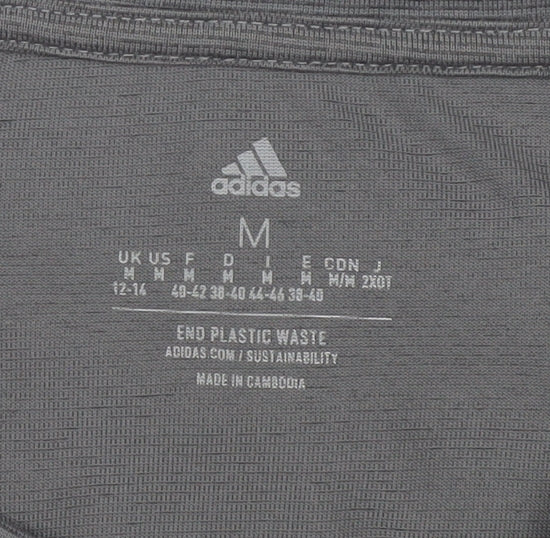 adidas
M
UK US F D I E CDN J
M M M M M M M/M 2XOT
12-14 40-42 38-40 44-46 38-40
END PLASTIC WASTE
ADIDAS.COM / SUSTAINABILITY
MADE IN CAMBODIA